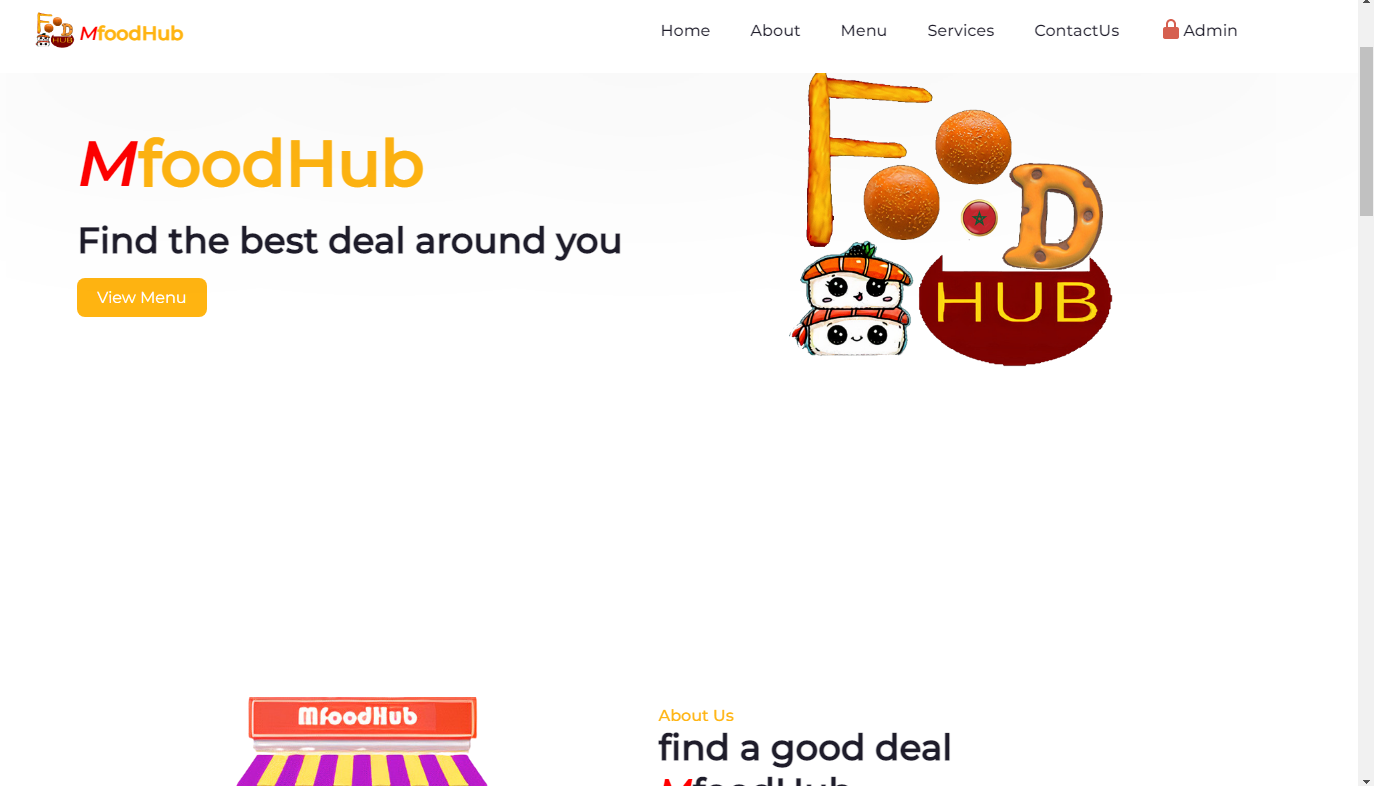 MfoodHub
Home About Menu Services ContactUs Admin
MfoodHub
Find the best deal around you
View Menu
FOOD
HUB
MfoodHub
About Us
find a good deal
MfoodHub